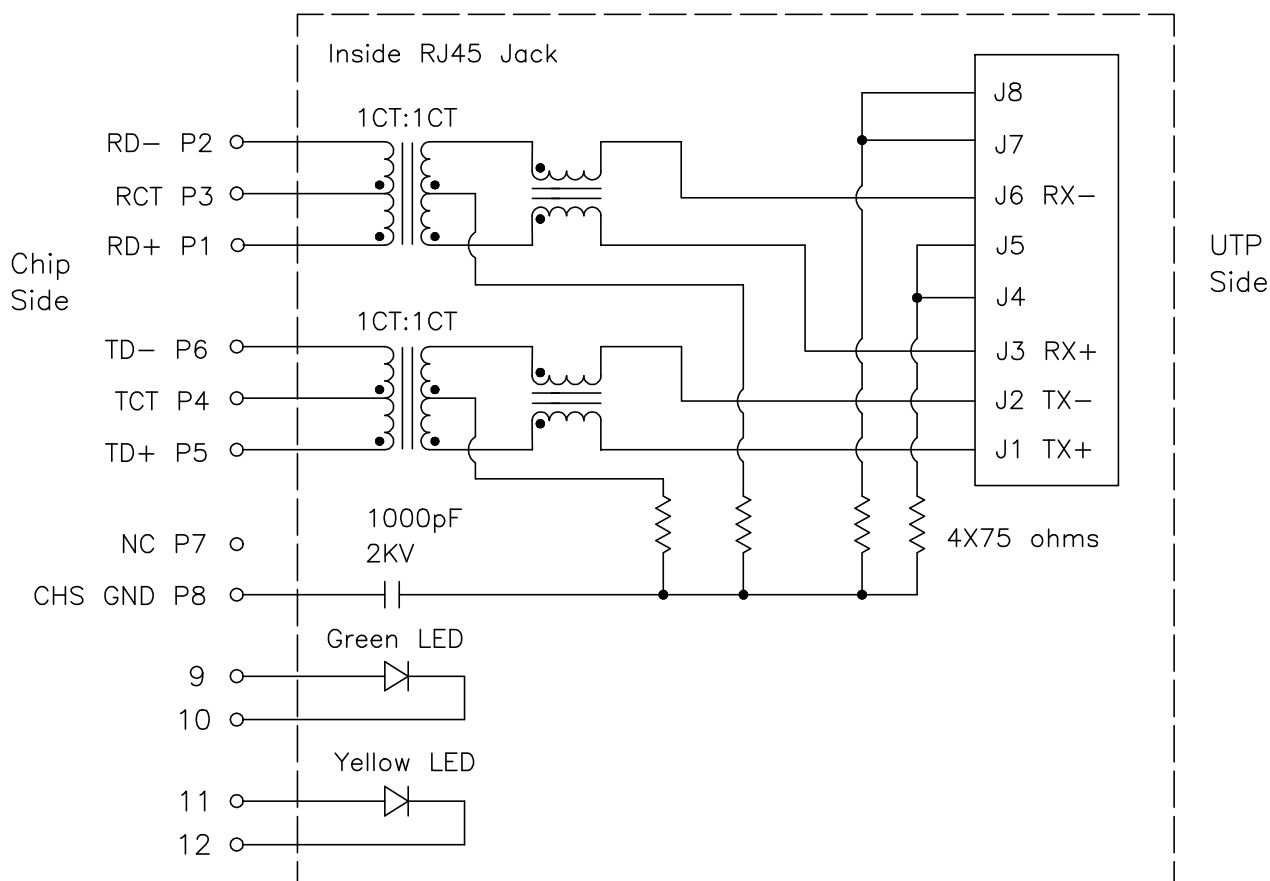 Inside RJ45 Jack
1CT:1CT
RD- P2
RCT P3
RD+ P1
Chip
Side
1CT:1CT
TD- P6
TCT P4
TD+ P5
NC P7
1000pF
2KV
CHS GND P8
Green LED
9
10
Yellow LED
11
12
J8
J7
J6 RX-
J5
J4
J3 RX+
J2 TX-
J1 TX+
4X75 ohms
UTP
Side